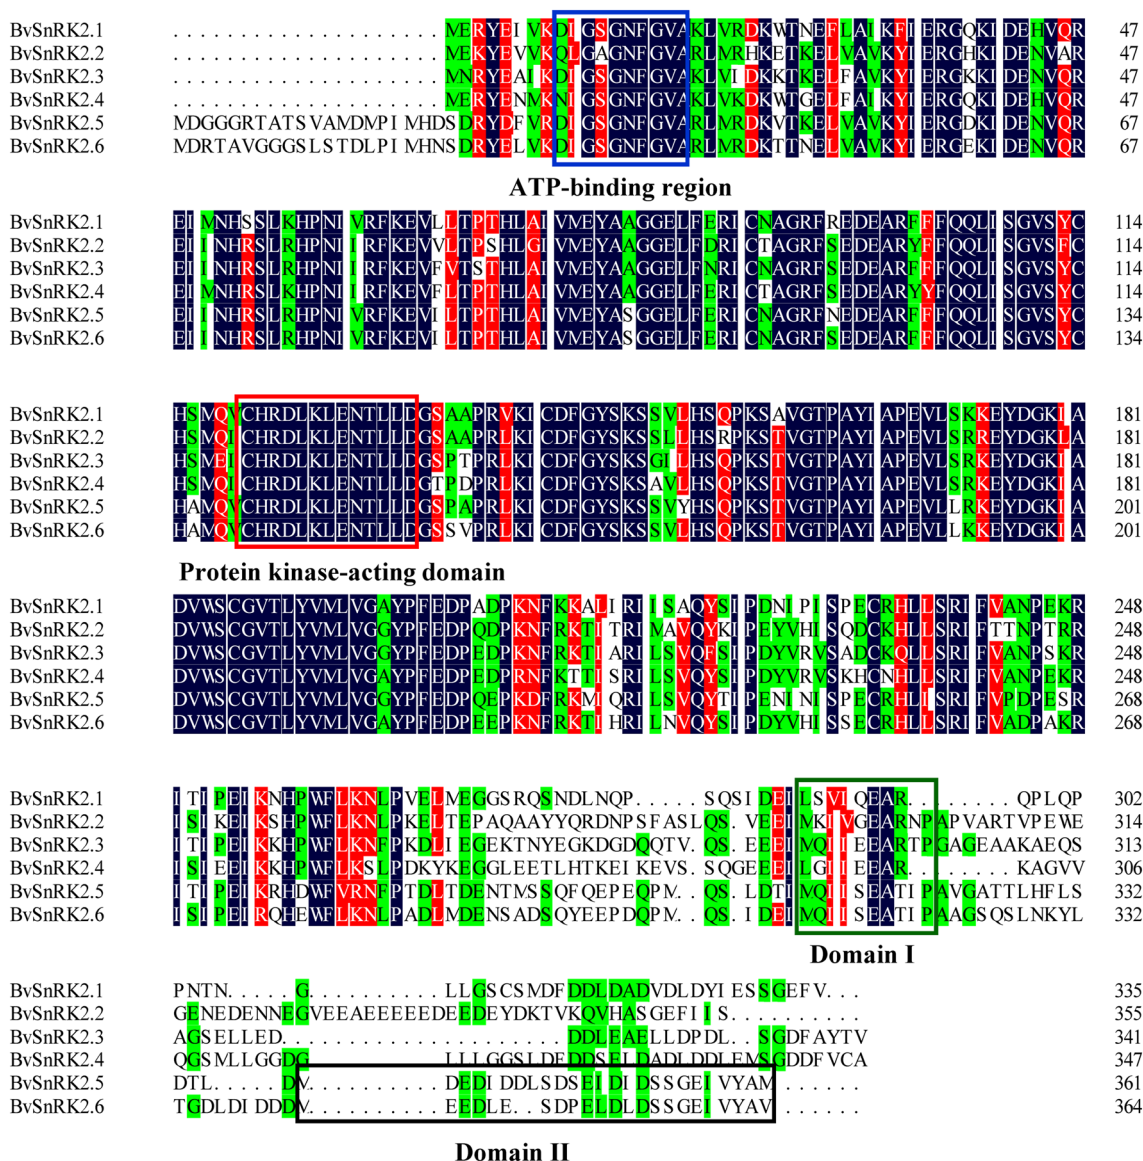 BvSnRK2.1 ....................MERYEIVKDIGSGNFGVAKLVRDKWTNEFLAIKFIERGQKIDEHVQR 47
BvSnRK2.2 ....................MEKYEVVKQLGAGNFGVARLMRHKETKELVAVKYIERGHKIDENVAR 47
BvSnRK2.3 ....................MNRYEAIKDIGSGNFGVAKLVIDKKTKELFAVKYIERGKKIDENVQR 47
BvSnRK2.4 ....................MERYENMKNIGSGNFGVAKLVKDKWTGELFAIKYIERGQKIDEHVQR 47
BvSnRK2.5 MDGGGRTATSVAMDMPIMHDSDRYDFVRDIGSGNFGVARLMRDKVTKELVAVKYIERGDKIDENVQR 67
BvSnRK2.6 MDRTAVGGGSLSTDLPIMHNSDRYELVKDIGSGNFGVARLMRDKTTNELVAVKYIERGEKIDENVQR 67
ATP-binding region
BvSnRK2.1 EIMNHSSLKHPNIVRFKEVLLTPTHLAIVMEYAAGGELFERICNAGRFREDEARFFFQQLISGVSYC 114
BvSnRK2.2 EIINHRSLRHPNIIRFKEVVLTPSHLGIVMEYAAGGELFDRICTAGRFSEDEARYFFQQLISGVSFC 114
BvSnRK2.3 EIINHRSLRHPNIIRFKEVFVTSTHLAIVMEYAAGGELFNRICNAGRFSEDEARFFFQQLISGVSYC 114
BvSnRK2.4 EIMNHRSLKHPNIIRFKEVFLTPTHLAIVMEYAAGGELFERICTAGRFSEDEARYYFQQLISGVSYC 114
BvSnRK2.5 EIINHRSLRHPNIVRFKEVILTPTHLAIVMEYASGGELFERICNAGRFNEDEARFFFQQLISGVSYC 134
BvSnRK2.6 EIINHRSLRHPNIVRFKEVILTPTHLAIVMEYASGGELFERICNAGRFSEDEARFFFQQLISGVSYC 134
BvSnRK2.1 HSMQVCHRDLKLENTLLDGSAAPRVKICDFGYSKSSVLHSQPKSAVGTPAYIAPEVLSKKEYDGKIA 181
BvSnRK2.2 HSMQICHRDLKLENTLLDGSAAPRLKICDFGYSKSSLLHSRPKSTVGTPAYIAPEVLSRREYDGKLA 181
BvSnRK2.3 HSMEICHRDLKLENTLLDGSPTPRLKICDFGYSKSGILHSQPKSTVGTPAYIAPEVLSRKEYDGKIA 181
BvSnRK2.4 HSMQICHRDLKLENTLLDGTPDPRLKICDFGYSKSAVLHSQPKSTVGTPAYIAPEVLSRKEYDGKIA 181
BvSnRK2.5 HAMQVCHRDLKLENTLLDGSPAPRLKICDFGYSKSSVYHSQPKSTVGTPAYIAPEVLLRKEYDGKIA 201
BvSnRK2.6 HAMQVCHRDLKLENTLLDGSSVPRLKICDFGYSKSSVLHSQPKSTVGTPAYIAPEVLLKKEYDGKIA 201
Protein kinase-acting domain
BvSnRK2.1 DVWSCGVTLYVMLVGAYPFEDPADPKNFKKALIRIISAQYSIPDNIPISPECRHLLSRIFVANPEKR 248
BvSnRK2.2 DVWSCGVTLYVMLVGGYPFEDPQDPKNFRKTITRIMAVQYKIPEYVHISQDCKHLLSRIFTTNPTRR 248
BvSnRK2.3 DVWSCGVTLYVMLVGGYPFEDPEDPKNFRKTIARILSVQFSIPDYVRVSADCKQLLSRIFVANPSKR 248
BvSnRK2.4 DVWSCGVTLYVMLVGAYPFEDPEDPRNFKTTISRILSVQYSIPDYVRVSKHCNHLLSRIFVANPSKR 248
BvSnRK2.5 DVWSCGVTLYVMLVGAYPFEDPQEPKDFRKMIQRILSVQYTIPENINISPECRHLISRIFVPDPESR 268
BvSnRK2.6 DVWSCGVTLYVMLVGAYPFEDPEEPKNFRKTIHRILNVQYSIPDYVHISSECRHLLSRIFVADPAKR 268
BvSnRK2.1 ITIPEIKNHPWFLKNLPVELMEGGSRQSNDLNQP.....SQSIDEILSVIQEAR........QPLQP 302
BvSnRK2.2 ISIKEIKSHPWFLKNLPKELTEPAQAAYYQRDNPSFASLQS.VEEIMKIVGEARNPAPVARTVPEWE 314
BvSnRK2.3 ITIPEIKKHPWFLKNFPKDLIEGEKTNYEGKDGDQQTV.QS.EEEIMQIIEEARTPGAGEAAKAEQS 313
BvSnRK2.4 ISIEEIKKHPWFLKSLPDKYKEGGLEETLHTKEIKEVS.SQGEEEILGIIEEAR........KAGVV 306
BvSnRK2.5 ITIPEIKRHDWFVRNFPTDLTDENTMSSQFQEPEQPM..QS.LDTIMQIISEATIPAVGATTLHFLS 332
BvSnRK2.6 ISIPEIRQHEWFLKNLPADLMDENSADSQYEEPDQPM..QS.IDEIMQIISEATIPAAGSQSLNKYL 332
Domain I
BvSnRK2.1 PNTN.....G..........LLGSCSMDFDDLDADVDLDYIESSGEFV... 335
BvSnRK2.2 GENEDENNEGVEEAEEEEEDEEDEYDKTVKQVHASGEFIIS.......... 355
BvSnRK2.3 AGSELLED.....................DDLEAELLDPDL..SGDFAYTV 341
BvSnRK2.4 QGSMLLGGDG..........LLLGGSLDFDDSELDADLDDLEMSGDDFVCA 347
BvSnRK2.5 DTL.....DV..........DEDIDDLSDSEIDIDSSGEIVYAM....... 361
BvSnRK2.6 TGDLDIDDDV..........EEDLE..SDPELDLDSSGEIVYAV....... 364
Domain II